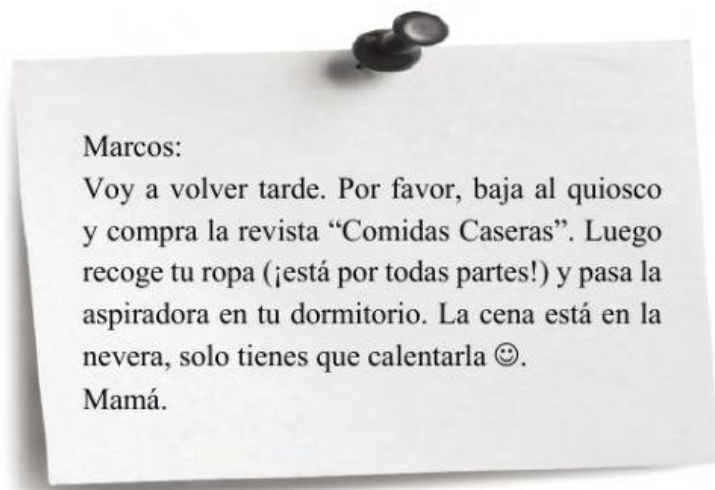 Marcos:
Voy a volver tarde. Por favor, baja al quiosco
y compra la revista “Comidas Caseras”. Luego
recoge tu ropa (¡está por todas partes!) y pasa la
aspiradora en tu dormitorio. La cena está en la
nevera, solo tienes que calentarla ☺.
Mamá.